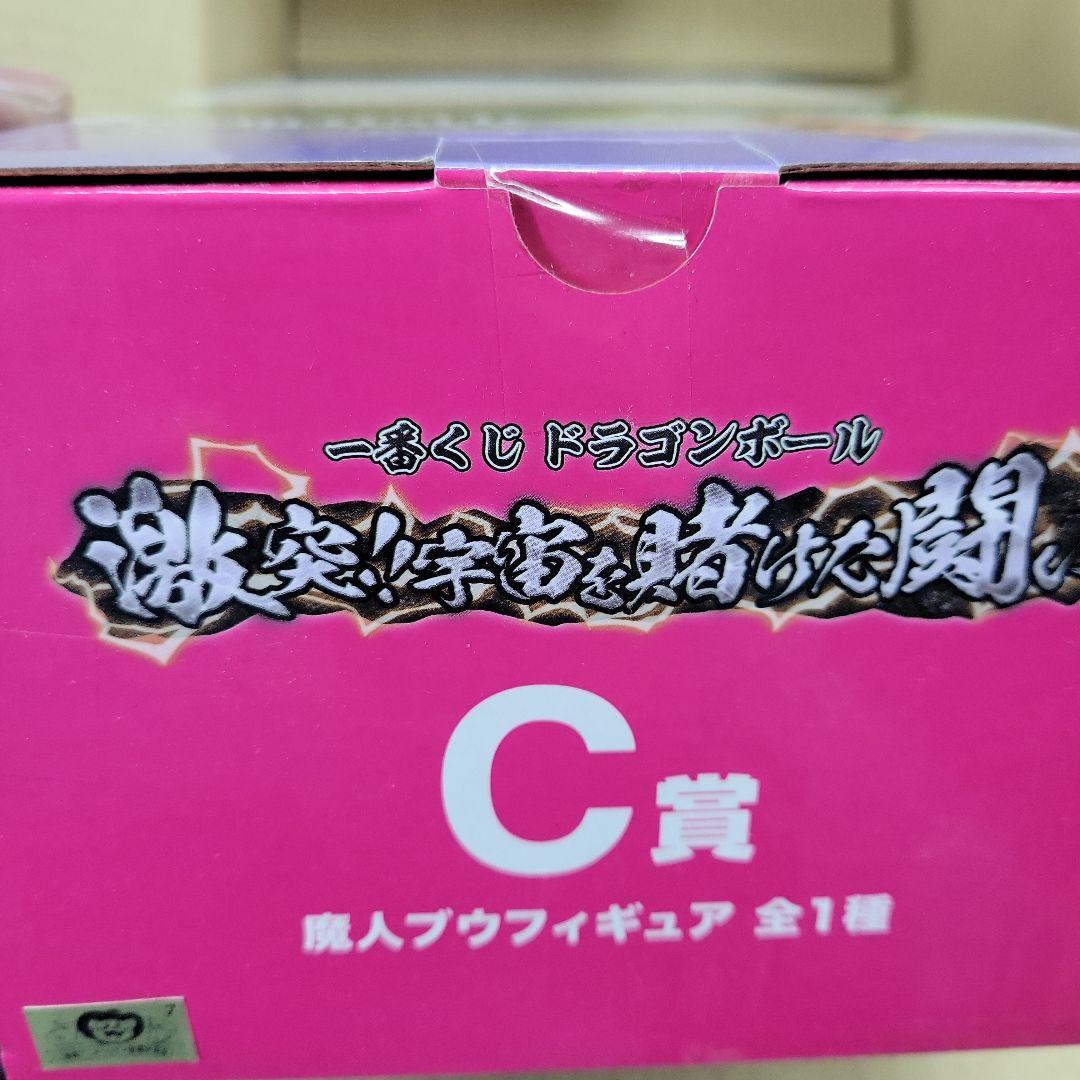 一番くじ ドラゴンボール
激突!!宇宙を賭けた闘
C賞
魔人ブウフィギュア 全1種
7